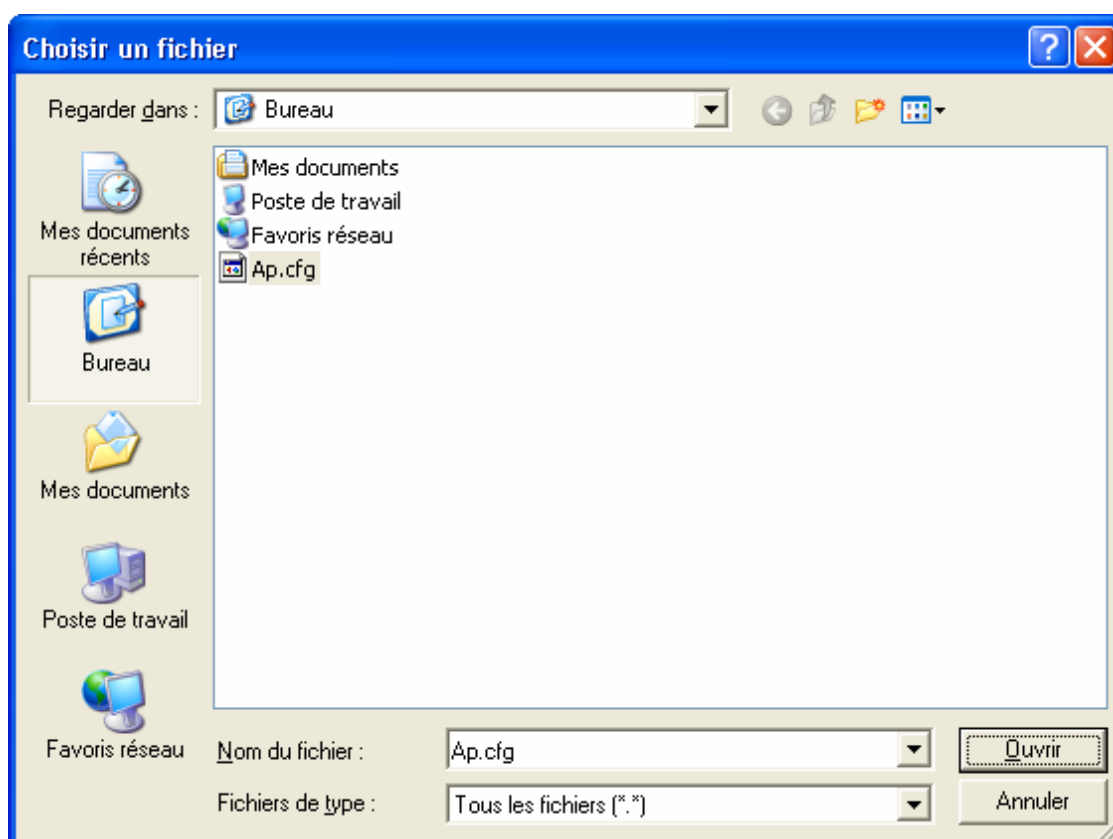 Choisir un fichier
Regarder dans :
Bureau
Mes documents
récents
Bureau
Mes documents
Poste de travail
Favoris réseau
Mes documents
Poste de travail
Favoris réseau
Ap.cfg
Nom du fichier :
Ap.cfg
Ouvrir
Fichiers de type :
Tous les fichiers (*.*)
Annuler